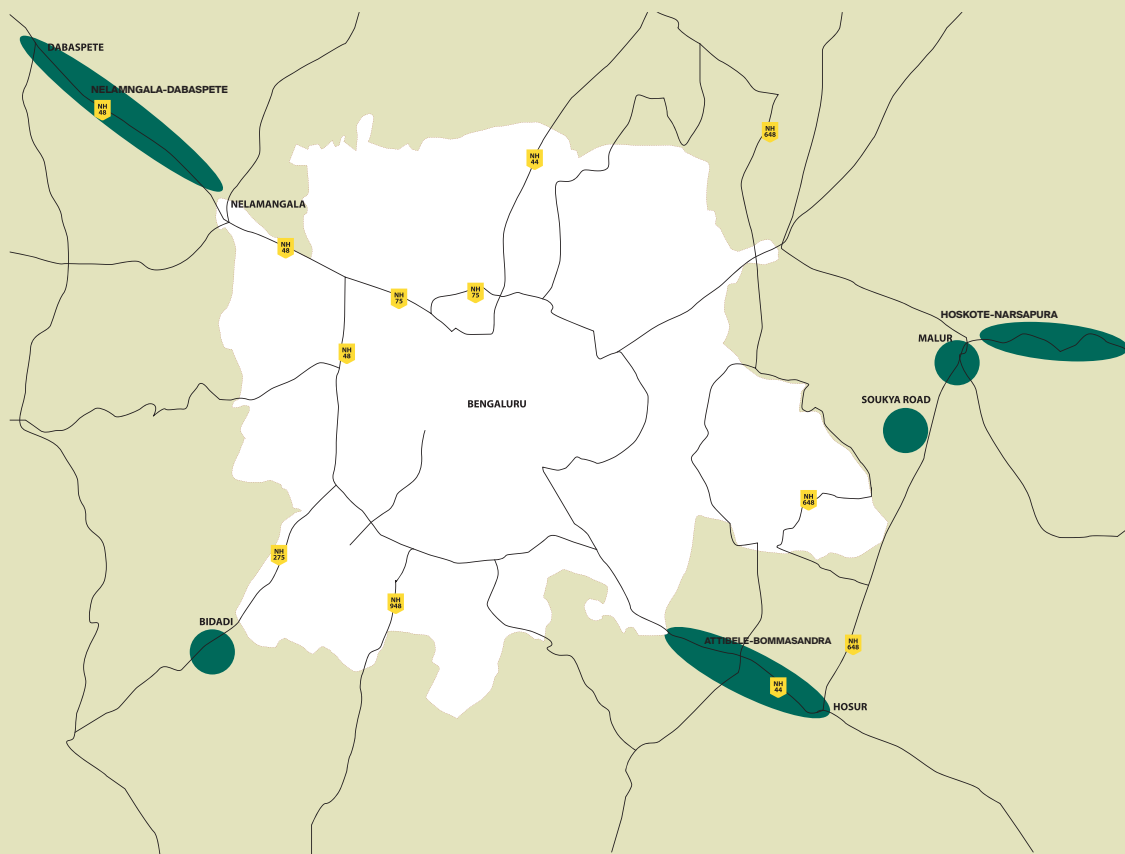 DABASPETE
NELAMNGALA-DABASPETE
NH
48
NH
648
NH
44
NELAMANGALA
NH
48
NH
75
NH
75
HOSKOTE-NARSAPURA
MALUR
NH
48
SOUKYA ROAD
BENGALURU
NH
648
NH
275
NH
948
BIDADI
ATTIBELE-BOMMASANDRA
NH
648
NH
44
HOSUR